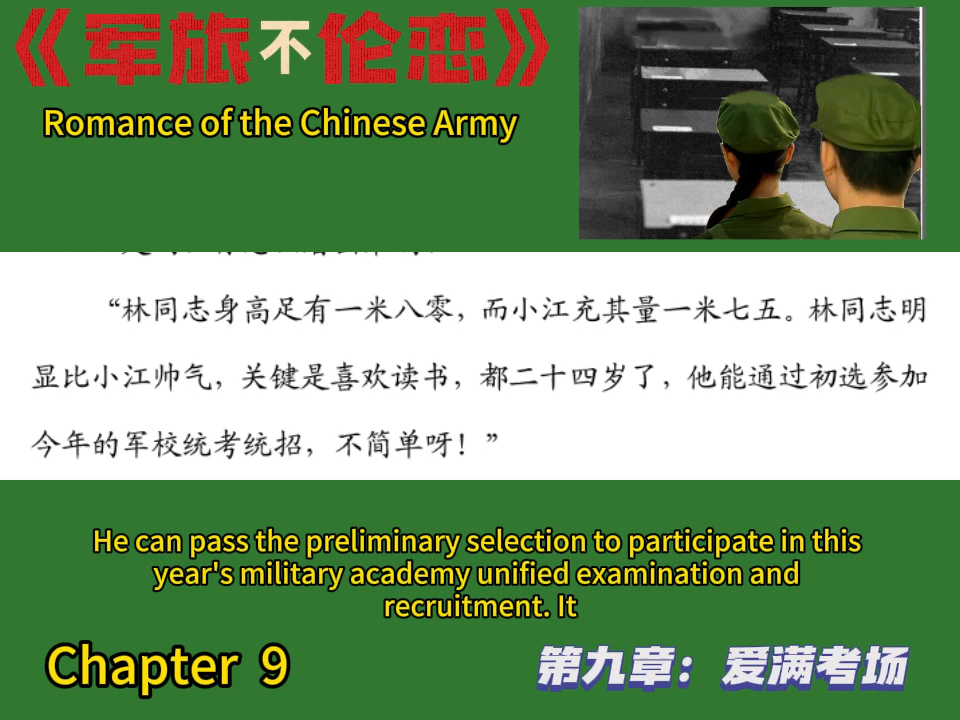 《军旅不伦恋》
Romance of the Chinese Army
“林同志身高足有一米八零，而小江充其量一米七五。林同志明
显比小江帅气，关键是喜欢读书，都二十四岁了，他能通过初选参加
今年的军校统考统招，不简单呀！”
He can pass the preliminary selection to participate in this
year's military academy unified examination and
recruitment. It
Chapter 9
第九章：爱满考场